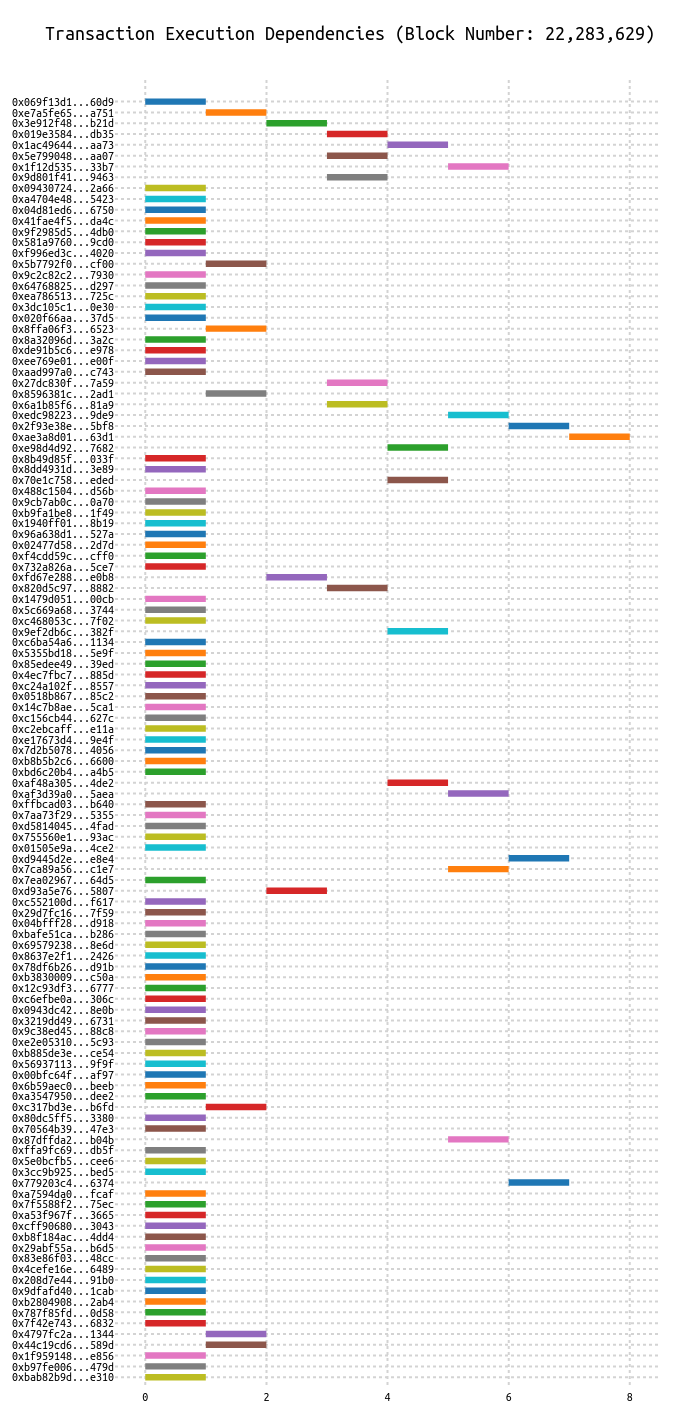 Transaction Execution Dependencies (Block Number: 22,283,629)
0x069f13d1...60d9
0xe7a5fe65...a751
0x3e912f48...b21d
0x019e3584...db35
0x1ac49644...aa73
0x5e799048...aa07
0x1f12d535...33b7
0x9d801f41...9463
0x09430724...2a66
0xa4704e48...5423
0x04d81ed6...6750
0x41fae4f5...da4c
0x9f2985d5...4db0
0x581a9760...9cd0
0xf996ed3c...4020
0x5b7792f0...cf00
0x9c2c82c2...7930
0x64768825...d297
0xea786513...725c
0x3dc105c1...0e30
0x020f66aa...37d5
0x8ffa06f3...6523
0x8a32096d...3a2c
0xde91b5c6...e978
0xee769e01...e00f
0xaad997a0...c743
0x27dc830f...7a59
0x8596381c...2ad1
0x6a1b85f6...81a9
0xedc98223...9de9
0x2f93e38e...5bf8
0xae3a8d01...63d1
0xe98d4d92...7682
0x8b49d85f...033f
0x8dd4931d...3e89
0x70e1c758...eded
0x488c1504...d56b
0x9cb7ab0c...0a70
0xb9fa1be8...1f49
0x1940ff01...8b19
0x96a638d1...527a
0x02477d58...2d7d
0xf4cdd59c...cff0
0x732a826a...5ce7
0xfd67e288...e0b8
0x820d5c97...8882
0x1479d051...00cb
0x5c669a68...3744
0xc468053c...7f02
0x9ef2db6c...382f
0xc6ba54a6...1134
0x5355bd18...5e9f
0x85edee49...39ed
0x4ec7fbc7...885d
0xc24a102f...8557
0x0518b867...85c2
0x14c7b8ae...5ca1
0xc156cb44...627c
0xc2ebcaff...e11a
0xe17673d4...9e4f
0x7d2b5078...4056
0xb8b5b2c6...6600
0xbd6c20b4...a4b5
0xaf48a305...4de2
0xaf3d39a0...5aea
0xffbcad03...b640
0x7aa73f29...5355
0xd5814045...4fad
0x755560e1...93ac
0x01505e9a...4ce2
0xd9445d2e...e8e4
0x7ca89a56...c1e7
0x7ea02967...64d5
0xd93a5e76...5807
0xc552100d...f617
0x29d7fc16...7f59
0x04bfff28...d918
0xbafe51ca...b286
0x69579238...8e6d
0x8637e2f1...2426
0x78df6b26...d91b
0xb3830009...c50a
0x12c93df3...6777
0xc6efbe0a...306c
0x0943dc42...8e0b
0x3219dd49...6731
0x9c38ed45...88c8
0xe2e05310...5c93
0xb885de3e...ce54
0x56937113...9f9f
0x00bfc64f...af97
0x6b59aec0...beeb
0xa3547950...dee2
0xc317bd3e...b6fd
0x80dc5ff5...3380
0x70564b39...47e3
0x87dffda2...b04b
0xffa9fc69...db5f
0x5e0bcfb5...cee6
0x3cc9b925...bed5
0x779203c4...6374
0xa7594da0...fcaf
0x7f5588f2...75ec
0xa53f967f...3665
0xcff90680...3043
0xb8f184ac...4dd4
0x29abf55a...b6d5
0x83e86f03...48cc
0x4cefe16e...6489
0x208d7e44...91b0
0x9dfafd40...1cab
0xb2804908...2ab4
0x787f85fd...0d58
0x7f42e743...6832
0x4797fc2a...1344
0x44c19cd6...589d
0x1f959148...e856
0xb97fe006...479d
0xbab82b9d...e310
0 2 4 6 8